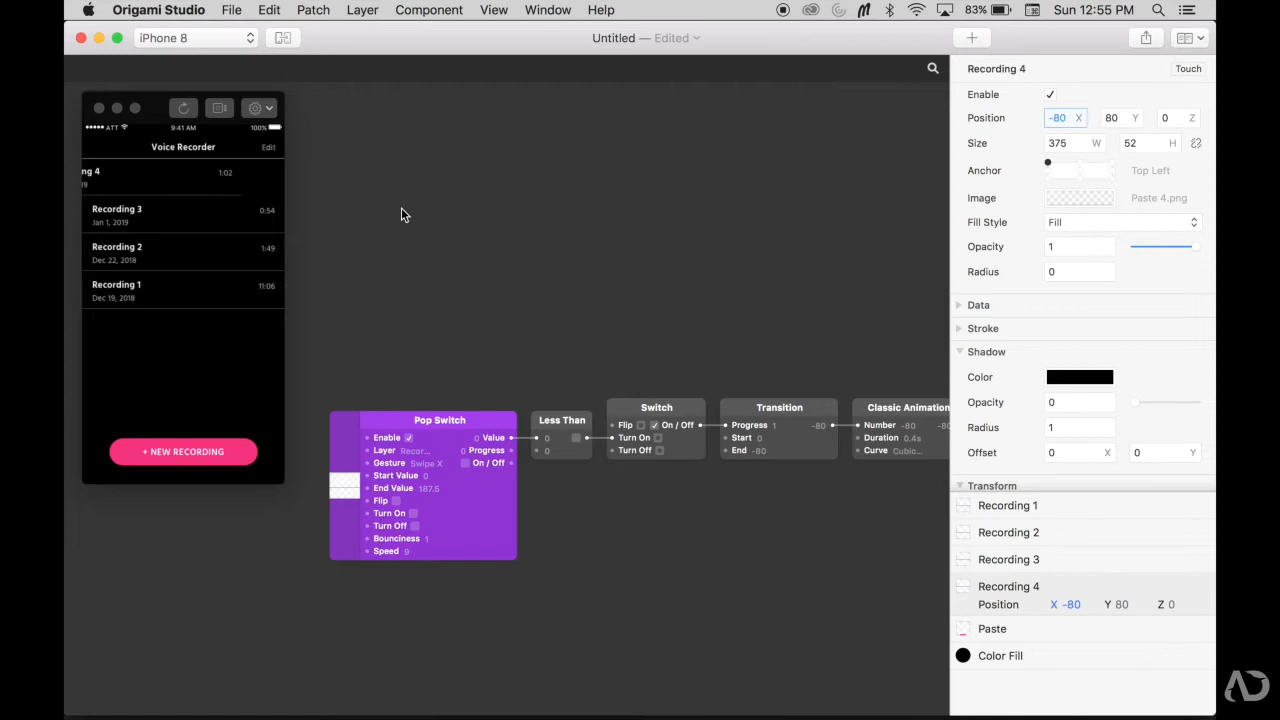 Origami Studio File Edit Patch Layer Component View Window Help 83% Sun 12:55 PM
iPhone 8 Untitled — Edited
ATT 9:41 AM 100%
Voice Recorder Edit
ng 4 1:02
19
Recording 3 0:54
Jan 1, 2019
Recording 2 1:49
Dec 22, 2018
Recording 1 11:06
Dec 19, 2018
+ NEW RECORDING
Pop Switch
Enable 0 Value
Layer Recor... 0 Progress
Gesture Swipe X On / Off
Start Value 0
End Value 187.5
Flip
Turn On
Turn Off
Bounciness 1
Speed 9
Less Than
0
0
Switch
Flip On / Off
Turn On
Turn Off
Transition
Progress 1 -80
Start 0
End -80
Classic Animation
Number -80 -80
Duration 0.4s
Curve Cubic...
Recording 4 Touch
Enable
Position -80 X 80 Y 0 Z
Size 375 W 52 H
Anchor Top Left
Image Paste 4.png
Fill Style Fill
Opacity 1
Radius 0
Data
Stroke
Shadow
Color
Opacity 0
Radius 1
Offset 0 X 0 Y
Transform
Recording 1
Recording 2
Recording 3
Recording 4
Position X -80 Y 80 Z 0
Paste
Color Fill